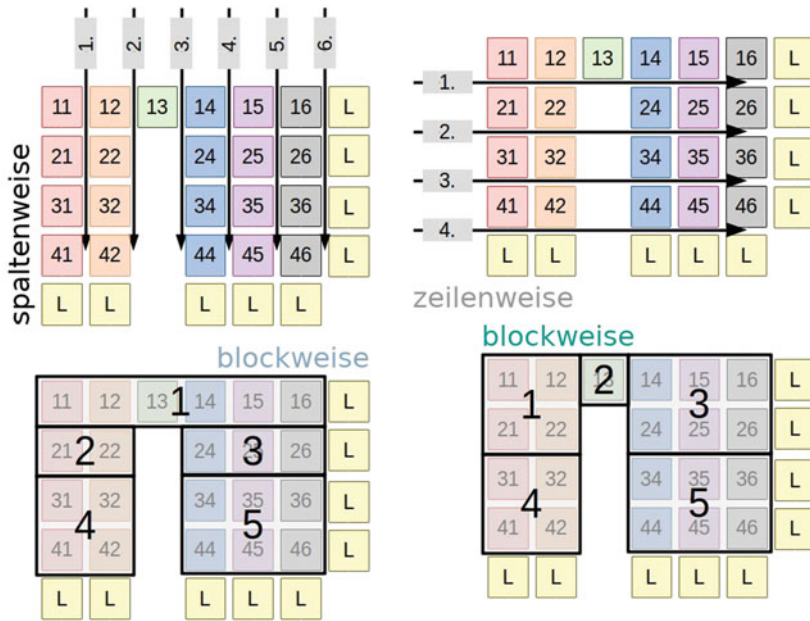 1. 2. 3. 4. 5. 6.
11 12 13 14 15 16 L
21 22 24 25 26 L
31 32 34 35 36 L
41 42 44 45 46 L
L L L L L
spaltenweise
11 12 13 14 15 16 L
1.
21 22 24 25 26 L
2.
31 32 34 35 36 L
3.
41 42 44 45 46 L
4.
L L L L L
zeilenweise
blockweise
11 12 13 1 14 15 16 L
21 2 22 24 3 26 L
31 32 34 35 36 L
4 5
41 42 44 45 46 L
L L L L L
blockweise
11 12 2 14 15 16 L
1 3
21 22 24 25 26 L
31 32 34 35 36 L
4 5
41 42 44 45 46 L
L L L L L